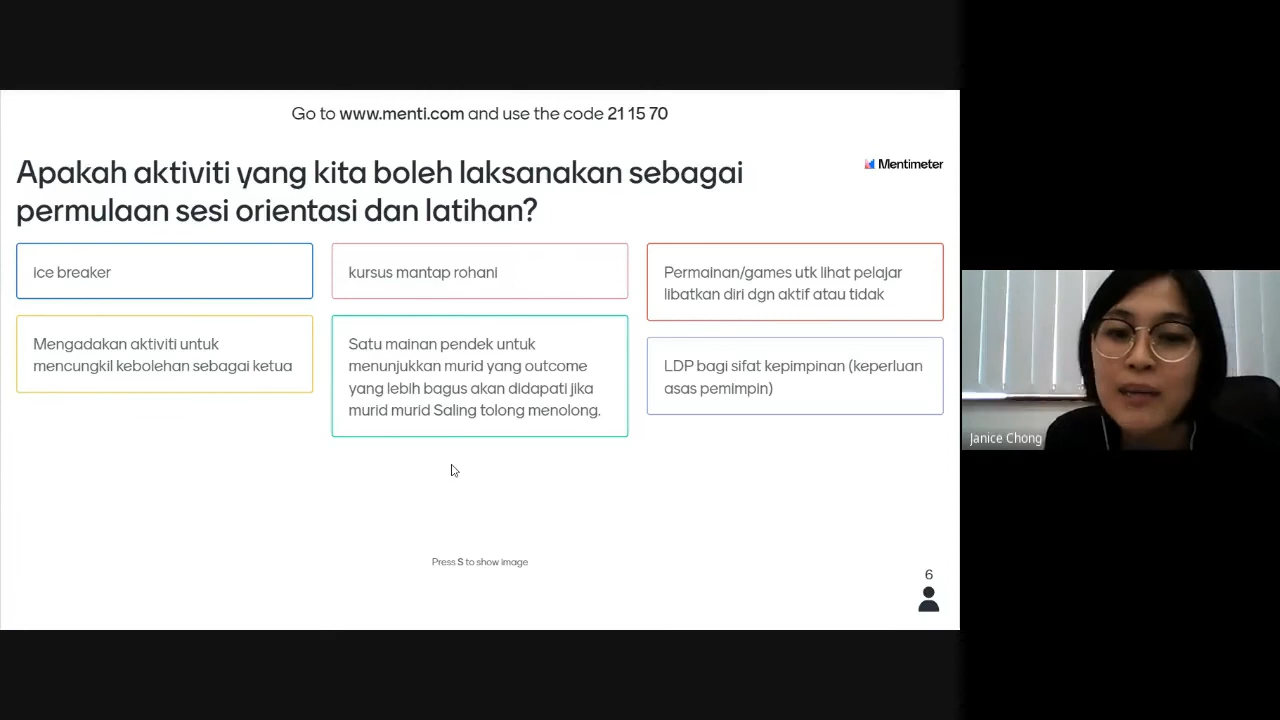 Go to www.menti.com and use the code 21 15 70
Apakah aktiviti yang kita boleh laksanakan sebagai
permulaan sesi orientasi dan latihan?
Mentimeter
ice breaker
kursus mantap rohani
Permainan/games utk lihat pelajar
libatkan diri dgn aktif atau tidak
Mengadakan aktiviti untuk
mencungkil kebolehan sebagai ketua
Satu mainan pendek untuk
menunjukkan murid yang outcome
yang lebih bagus akan didapati jika
murid murid Saling tolong menolong.
LDP bagi sifat kepimpinan (keperluan
asas pemimpin)
Press S to show image
6
Janice Chong